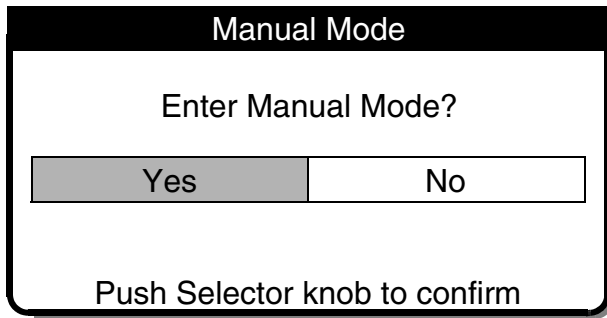 Manual Mode
Enter Manual Mode?
Yes No
Push Selector knob to confirm